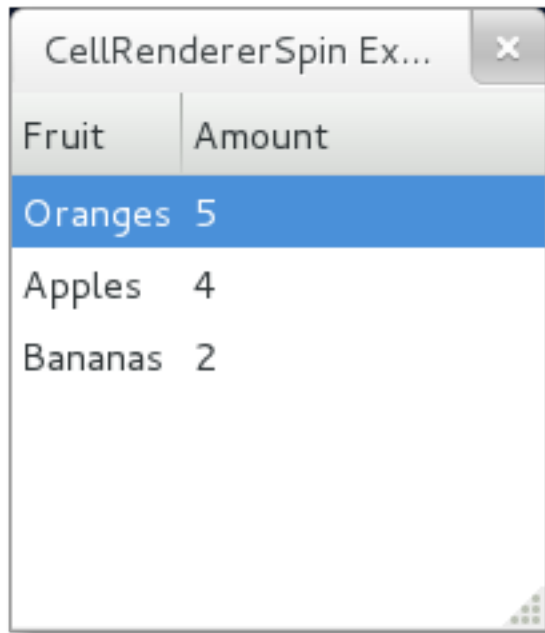 CellRendererSpin Ex...
Fruit Amount
Oranges 5
Apples 4
Bananas 2